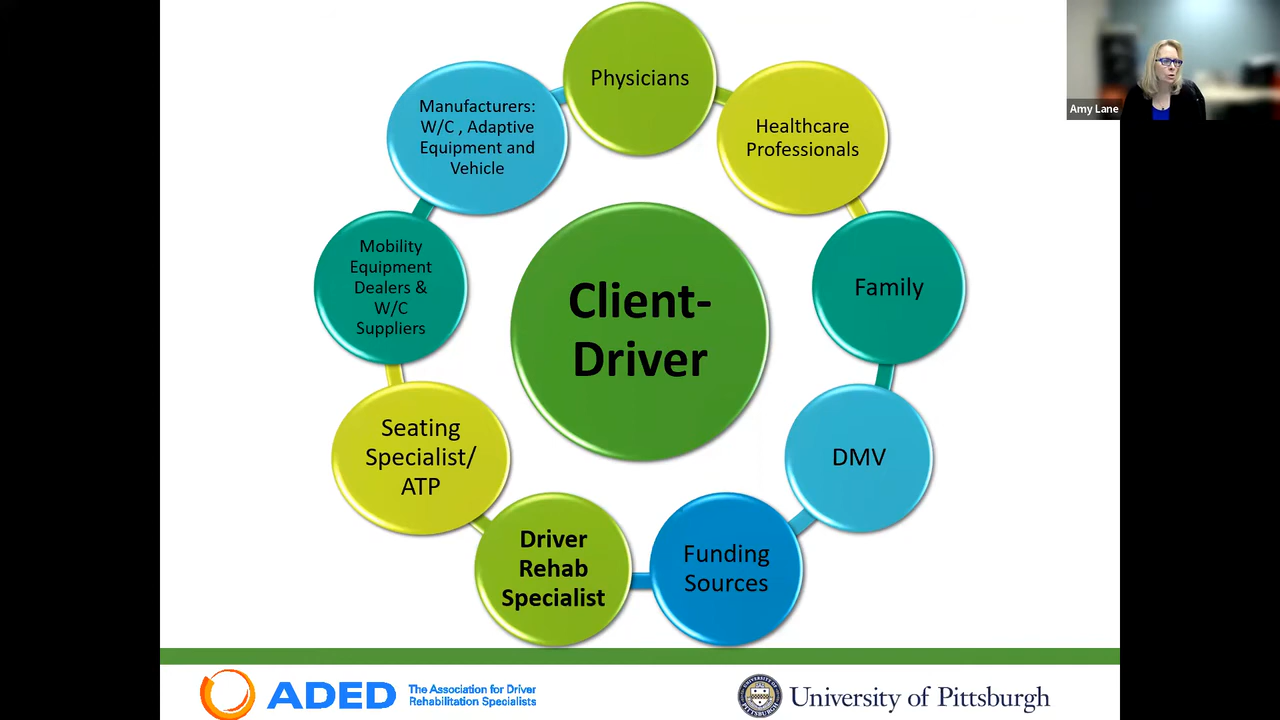 Physicians
Healthcare
Professionals
Family
DMV
Funding
Sources
Driver
Rehab
Specialist
Seating
Specialist/
ATP
Mobility
Equipment
Dealers &
W/C
Suppliers
Manufacturers:
W/C , Adaptive
Equipment and
Vehicle
Client-
Driver
Amy Lane
ADED
The Association for Driver
Rehabilitation Specialists
University of Pittsburgh